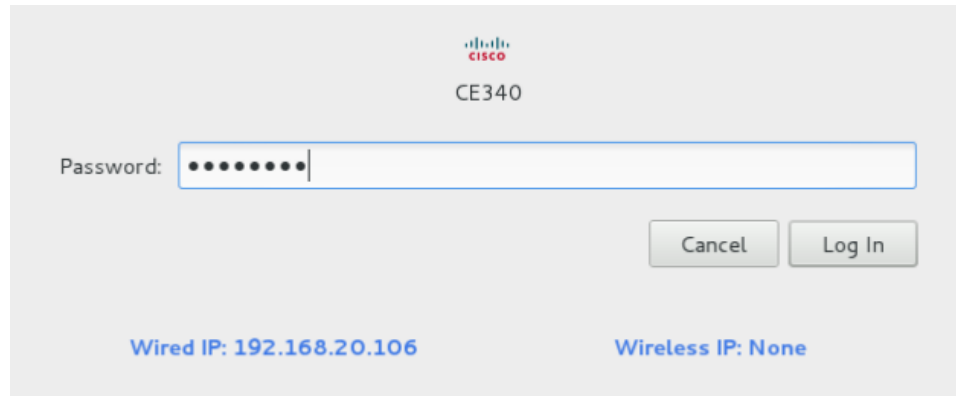 CISCO
CE340
Password: ••••••••
Cancel Log In
Wired IP: 192.168.20.106 Wireless IP: None